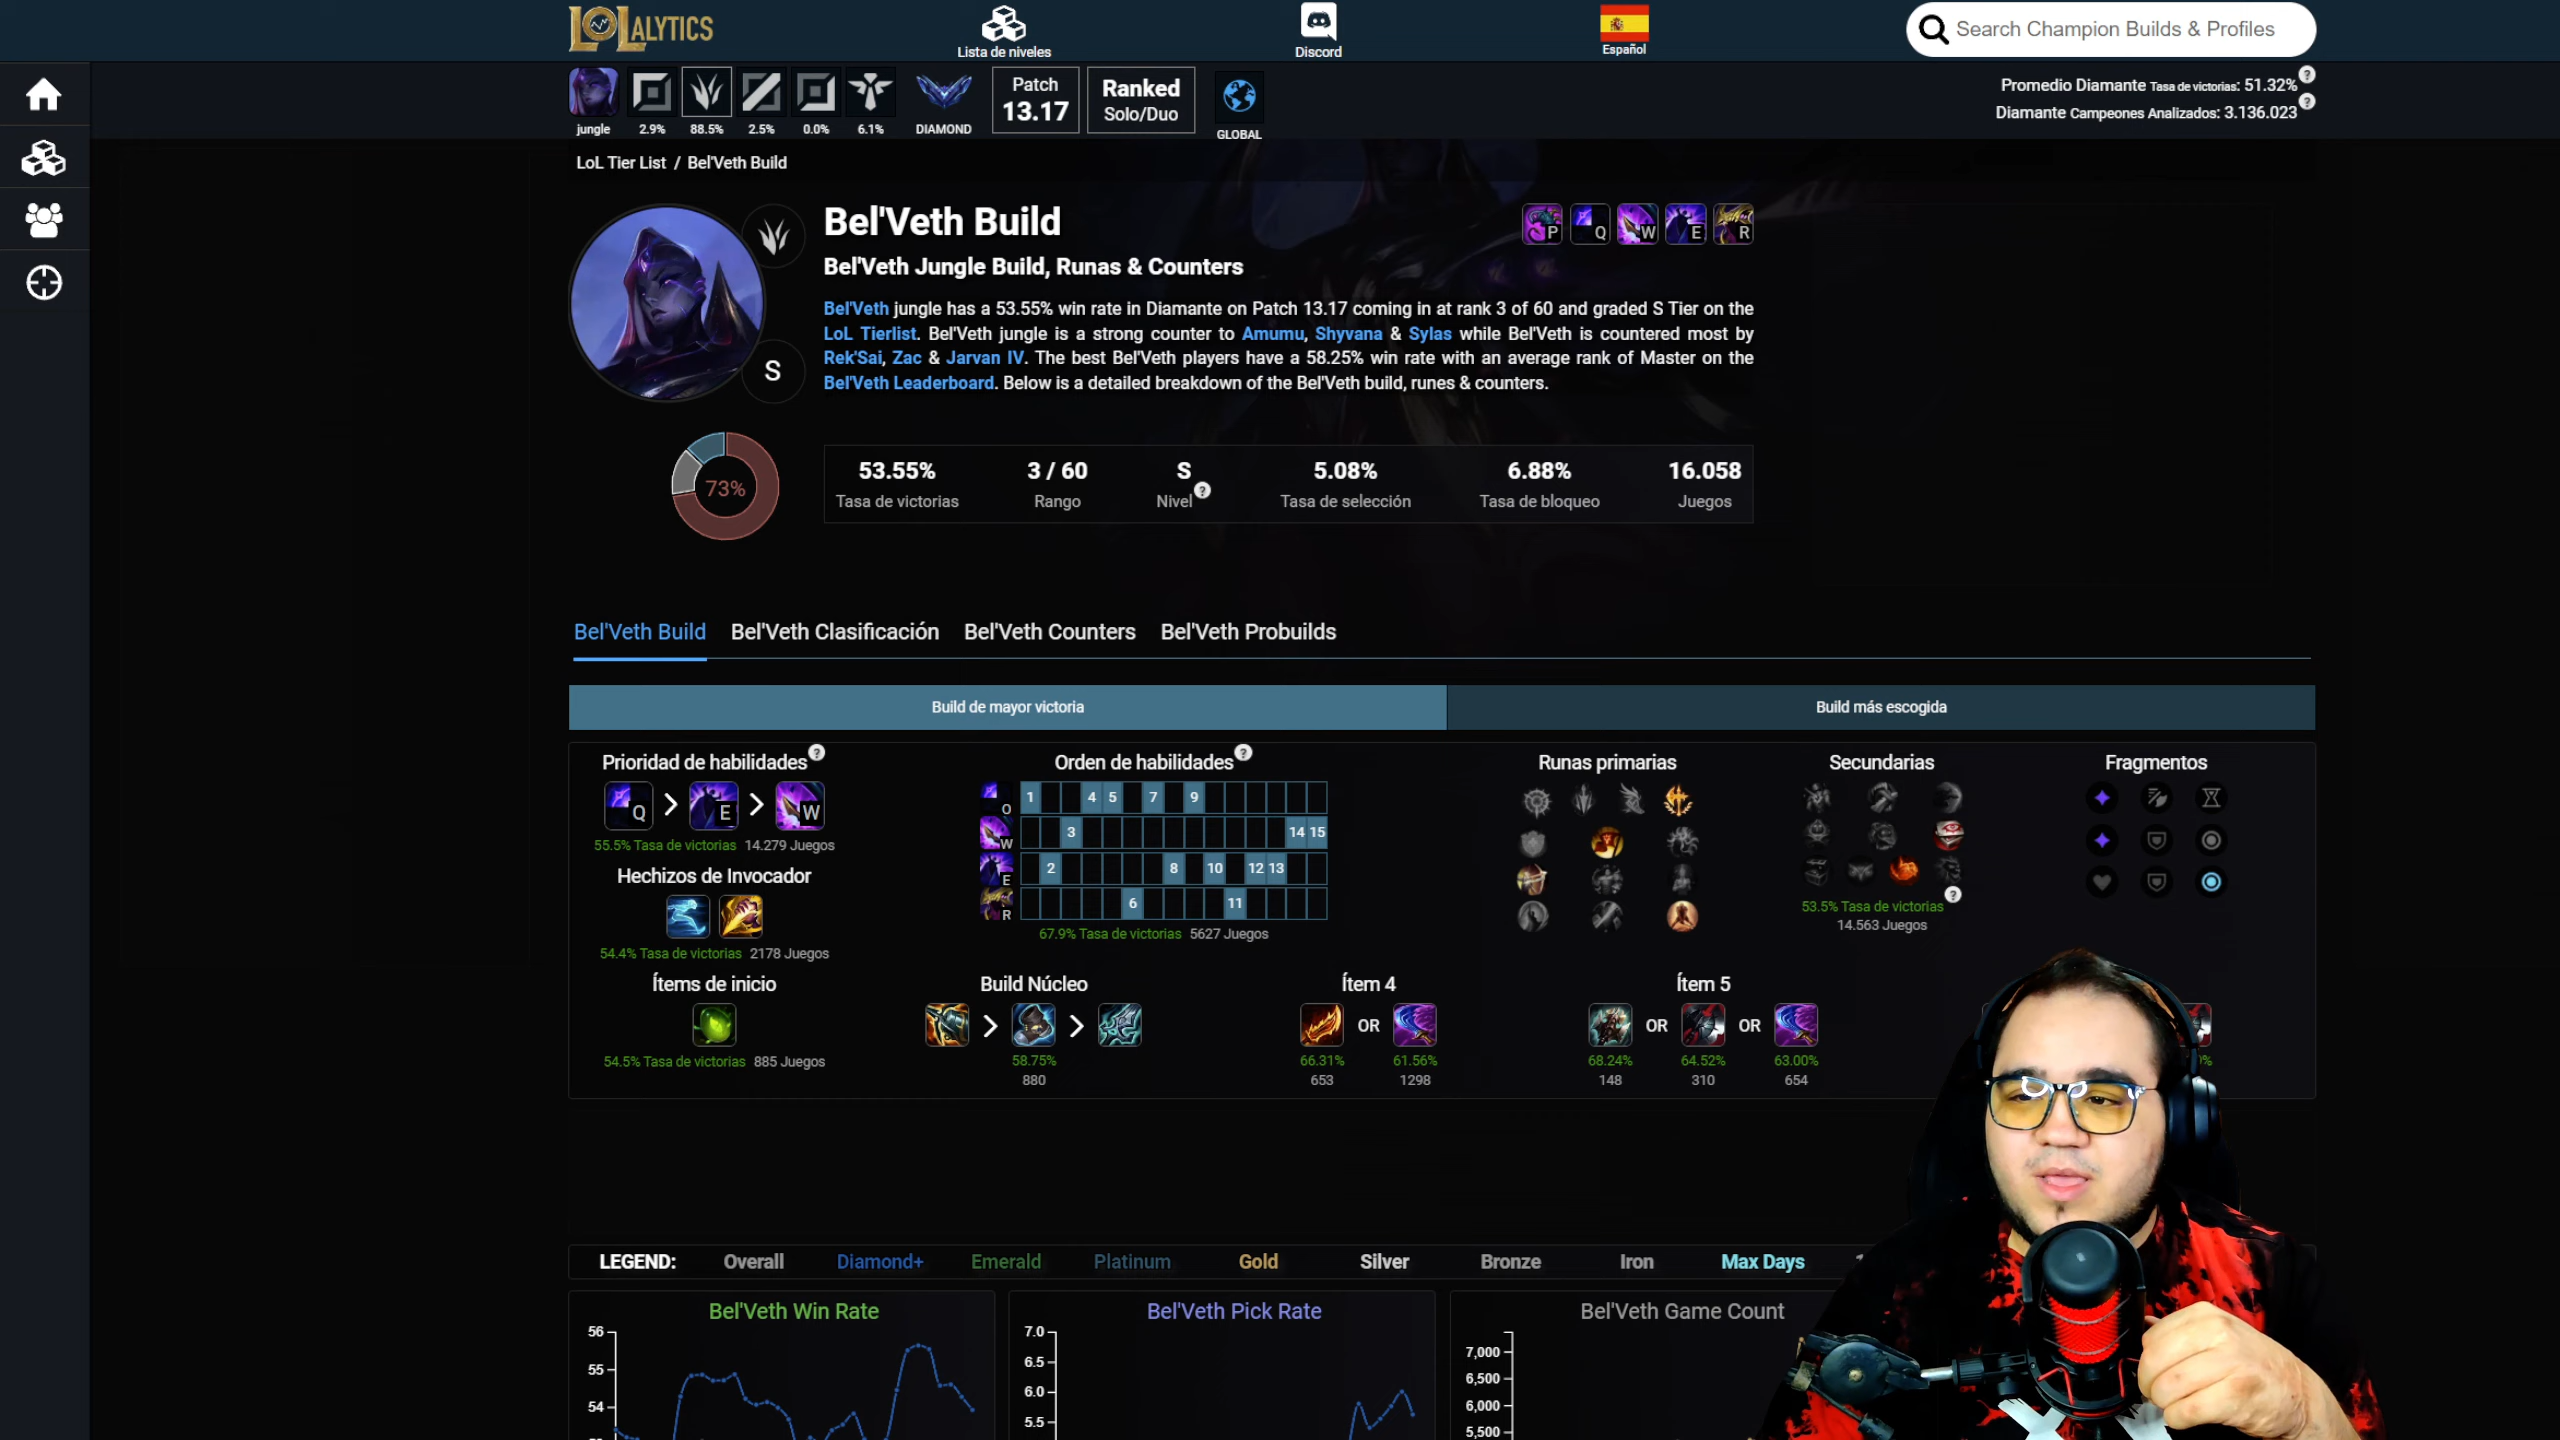 LOLALYTICS
Lista de niveles
Discord
Español
Search Champion Builds & Profiles
jungle
2.9%
88.5%
2.5%
0.0%
6.1%
DIAMOND
Patch
13.17
Ranked
Solo/Duo
GLOBAL
Promedio Diamante Tasa de victorias: 51.32% ?
Diamante Campeones Analizados: 3.136.023 ?
LoL Tier List / Bel'Veth Build
Bel'Veth Build
P Q W E R
Bel'Veth Jungle Build, Runas & Counters
Bel'Veth jungle has a 53.55% win rate in Diamante on Patch 13.17 coming in at rank 3 of 60 and graded S Tier on the
LoL Tierlist. Bel'Veth jungle is a strong counter to Amumu, Shyvana & Sylas while Bel'Veth is countered most by
Rek'Sai, Zac & Jarvan IV. The best Bel'Veth players have a 58.25% win rate with an average rank of Master on the
Bel'Veth Leaderboard. Below is a detailed breakdown of the Bel'Veth build, runes & counters.
S
73%
53.55% 3 / 60 S 5.08% 6.88% 16.058
Tasa de victorias Rango Nivel ? Tasa de selección Tasa de bloqueo Juegos
Bel'Veth Build Bel'Veth Clasificación Bel'Veth Counters Bel'Veth Probuilds
Build de mayor victoria Build más escogida
Prioridad de habilidades ?
Q E W
55.5% Tasa de victorias 14.279 Juegos
Hechizos de Invocador
54.4% Tasa de victorias 2178 Juegos
Orden de habilidades ?
Q 1 4 5 7 9
W 3 14 15
E 2 8 10 12 13
R 6 11
67.9% Tasa de victorias 5627 Juegos
Runas primarias
Secundarias
?
53.5% Tasa de victorias
14.563 Juegos
Fragmentos
Ítems de inicio
54.5% Tasa de victorias 885 Juegos
Build Núcleo
58.75%
880
Ítem 4
OR
66.31% 61.56%
653 1298
Ítem 5
OR OR
68.24% 64.52% 63.00%
148 310 654
LEGEND: Overall Diamond+ Emerald Platinum Gold Silver Bronze Iron Max Days
Bel'Veth Win Rate
56
55
54
Bel'Veth Pick Rate
7.0
6.5
6.0
5.5
Bel'Veth Game Count
7,000
6,500
6,000
5,500